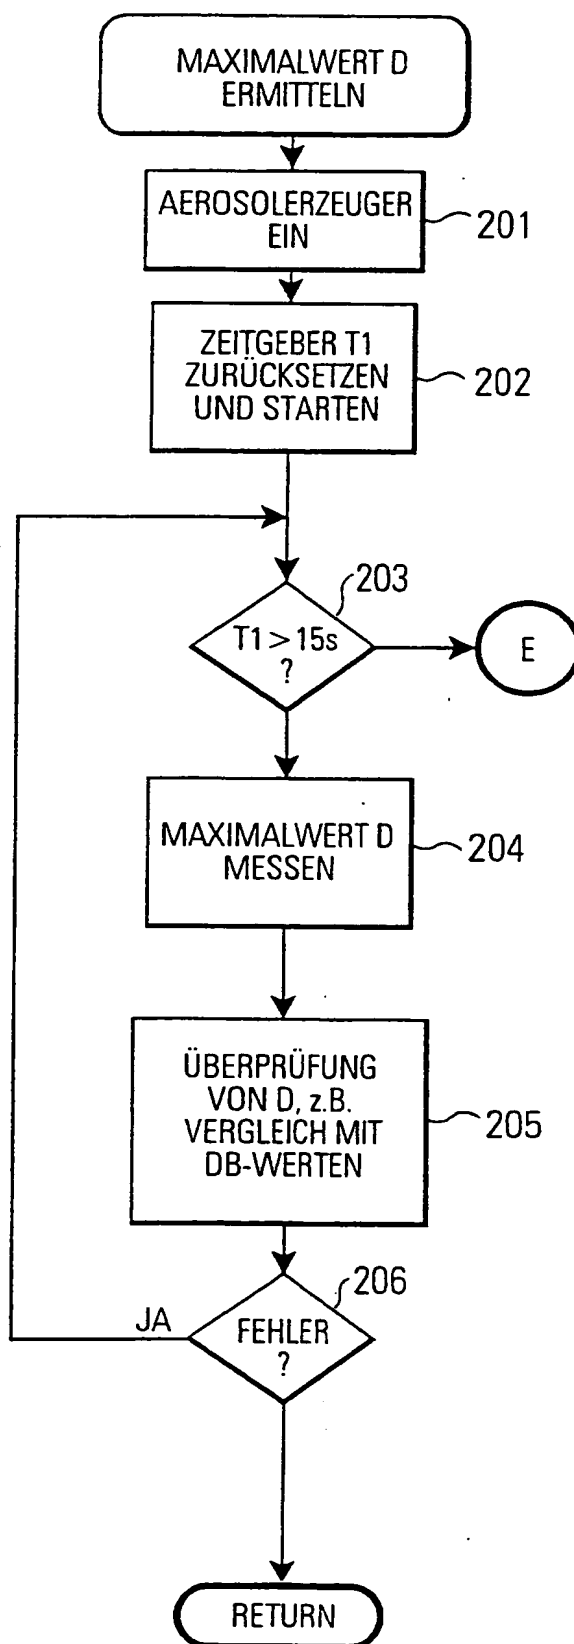 MAXIMALWERT D
ERMITTELN
AEROSOLERZEUGER
EIN
201
ZEITGEBER T1
ZURÜCKSETZEN
UND STARTEN
202
203
T1 > 15s
?
E
MAXIMALWERT D
MESSEN
204
ÜBERPRÜFUNG
VON D, z.B.
VERGLEICH MIT
DB-WERTEN
205
206
JA
FEHLER
?
RETURN